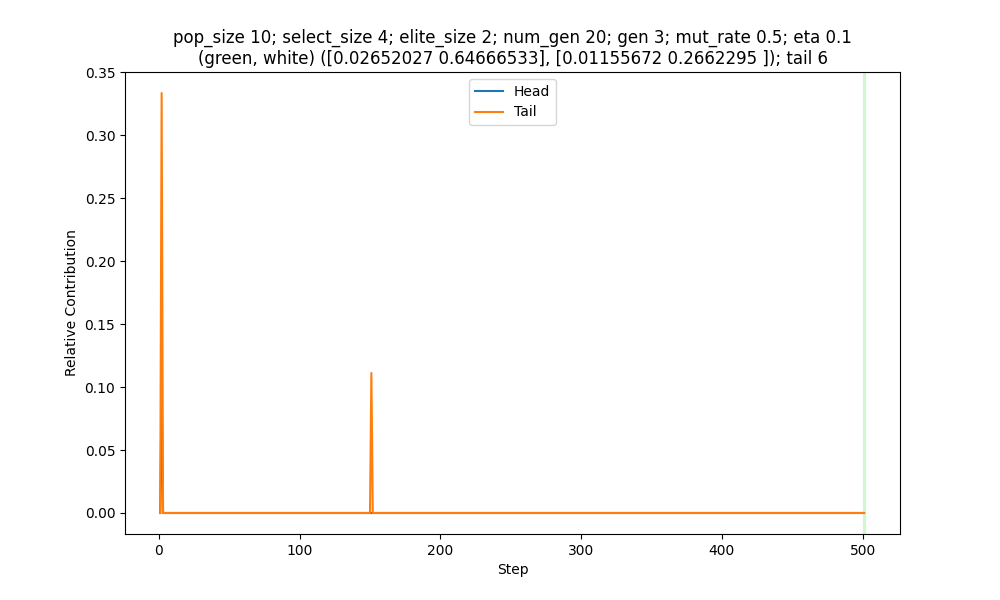 pop_size 10; select_size 4; elite_size 2; num_gen 20; gen 3; mut_rate 0.5; eta 0.1
(green, white) ([0.02652027 0.64666533], [0.01155672 0.2662295 ]); tail 6
Head
Tail
0.35
0.30
0.25
0.20
0.15
0.10
0.05
0.00
Relative Contribution
0
100
200
300
400
500
Step